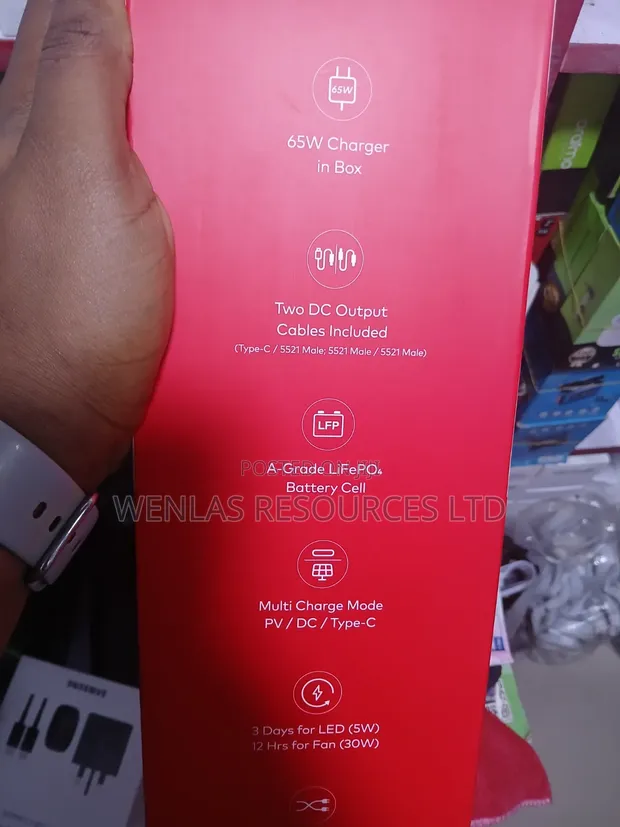 65W
65W Charger
in Box
Two DC Output
Cables Included
(Type-C / 5521 Male; 5521 Male / 5521 Male)
LFP
A-Grade LiFePO₄
Battery Cell
WENLAS RESOURCES LTD
Multi Charge Mode
PV / DC / Type-C
3 Days for LED (5W)
12 Hrs for Fan (30W)
SAMSUNG
oraimo